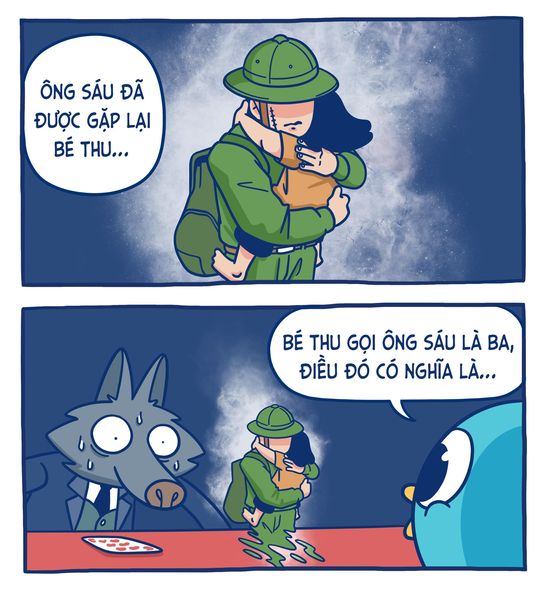 ÔNG SÁU ĐÃ
ĐƯỢC GẶP LẠI
BÉ THU...
BÉ THU GỌI ÔNG SÁU LÀ BA,
ĐIỀU ĐÓ CÓ NGHĨA LÀ...